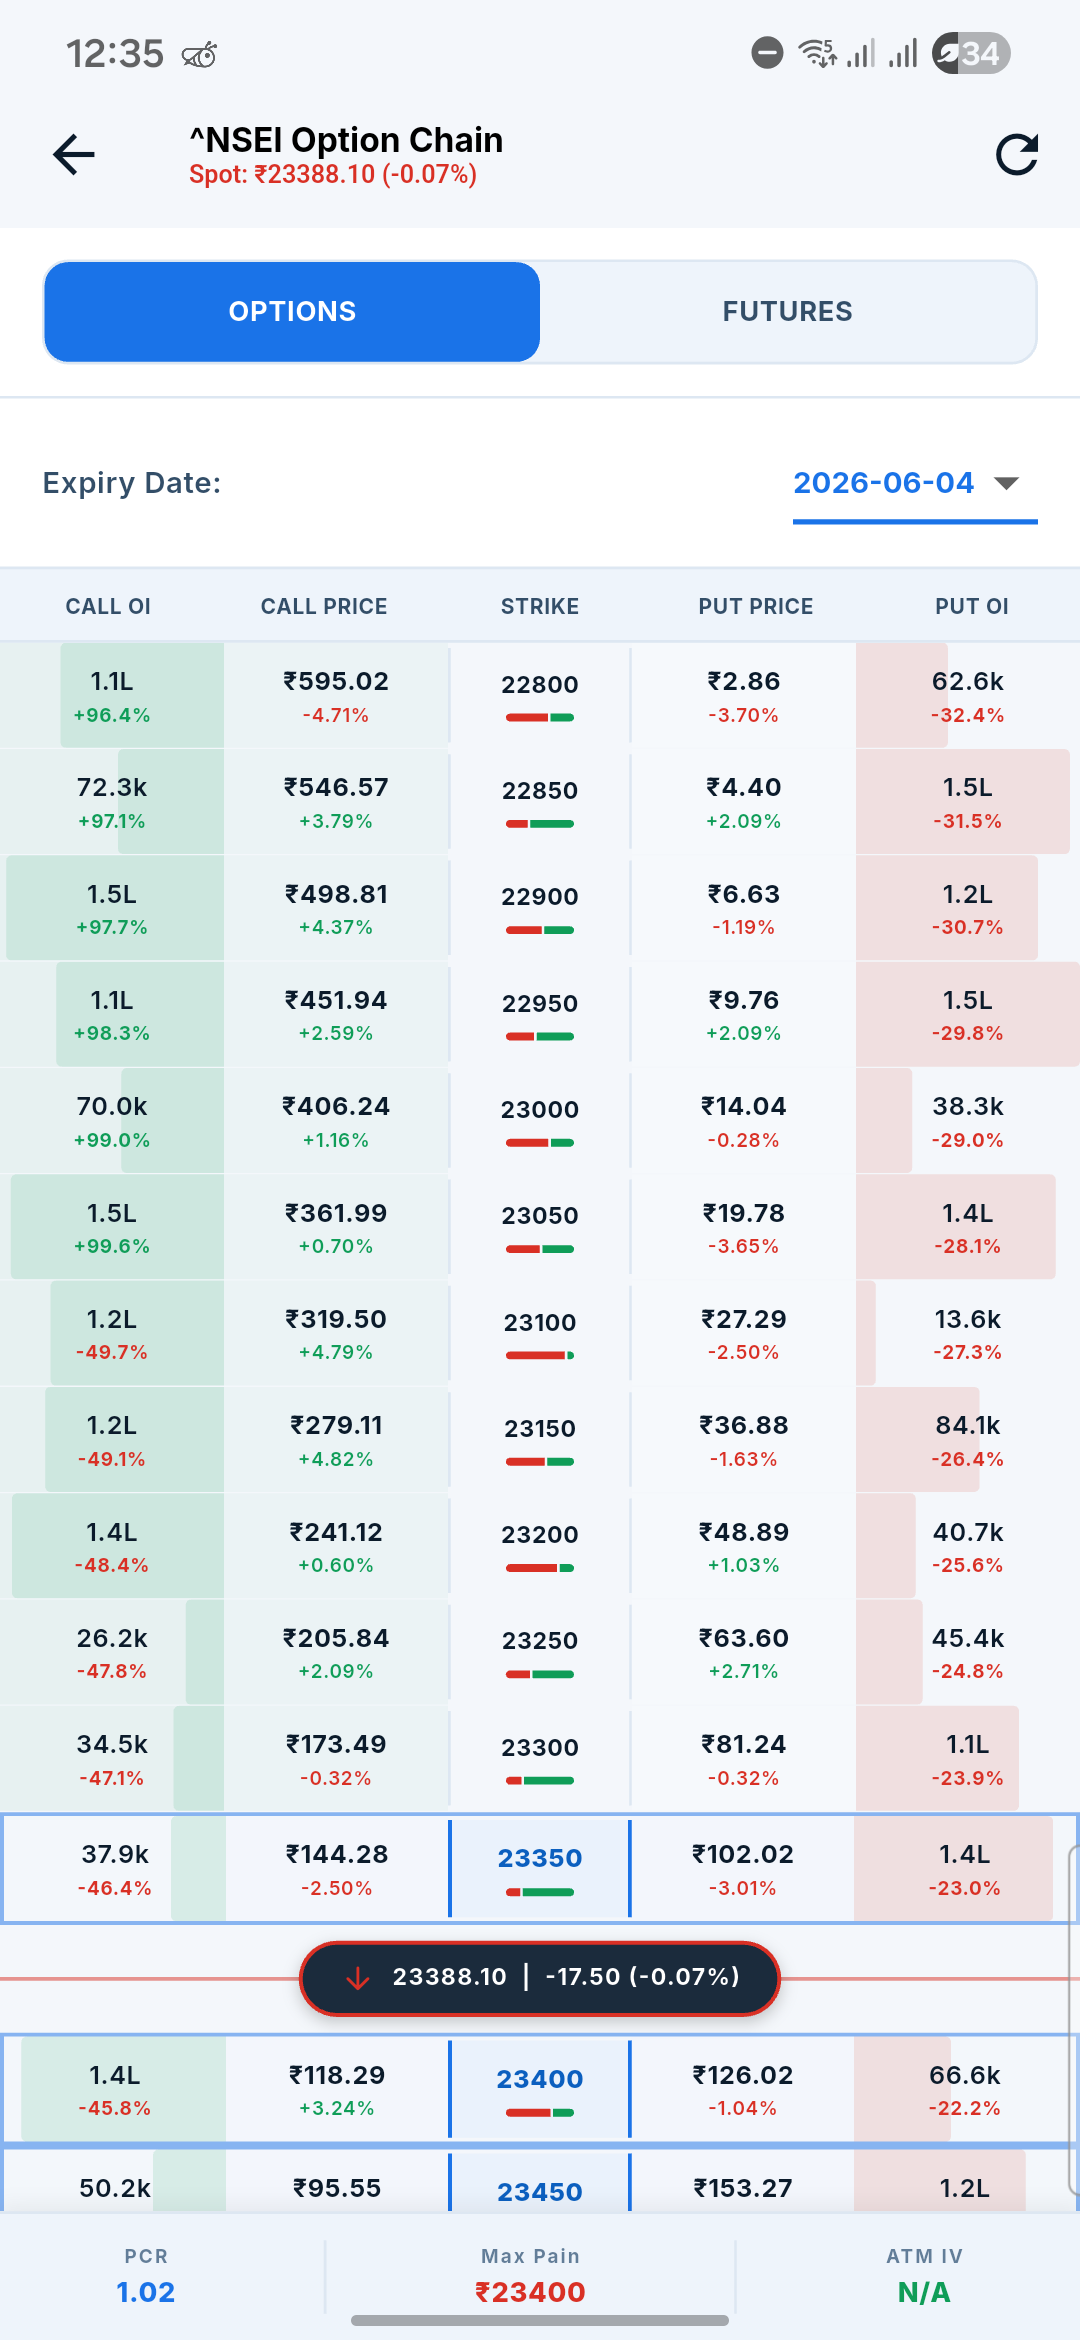 12:35
5
34
^NSEI Option Chain
Spot: ₹23388.10 (-0.07%)
OPTIONS FUTURES
Expiry Date: 2026-06-04
CALL OI CALL PRICE STRIKE PUT PRICE PUT OI
1.1L ₹595.02 22800 ₹2.86 62.6k
+96.4% -4.71% -3.70% -32.4%
72.3k ₹546.57 22850 ₹4.40 1.5L
+97.1% +3.79% +2.09% -31.5%
1.5L ₹498.81 22900 ₹6.63 1.2L
+97.7% +4.37% -1.19% -30.7%
1.1L ₹451.94 22950 ₹9.76 1.5L
+98.3% +2.59% +2.09% -29.8%
70.0k ₹406.24 23000 ₹14.04 38.3k
+99.0% +1.16% -0.28% -29.0%
1.5L ₹361.99 23050 ₹19.78 1.4L
+99.6% +0.70% -3.65% -28.1%
1.2L ₹319.50 23100 ₹27.29 13.6k
-49.7% +4.79% -2.50% -27.3%
1.2L ₹279.11 23150 ₹36.88 84.1k
-49.1% +4.82% -1.63% -26.4%
1.4L ₹241.12 23200 ₹48.89 40.7k
-48.4% +0.60% +1.03% -25.6%
26.2k ₹205.84 23250 ₹63.60 45.4k
-47.8% +2.09% +2.71% -24.8%
34.5k ₹173.49 23300 ₹81.24 1.1L
-47.1% -0.32% -0.32% -23.9%
37.9k ₹144.28 23350 ₹102.02 1.4L
-46.4% -2.50% -3.01% -23.0%
23388.10 | -17.50 (-0.07%)
1.4L ₹118.29 23400 ₹126.02 66.6k
-45.8% +3.24% -1.04% -22.2%
50.2k ₹95.55 23450 ₹153.27 1.2L
PCR Max Pain ATM IV
1.02 ₹23400 N/A